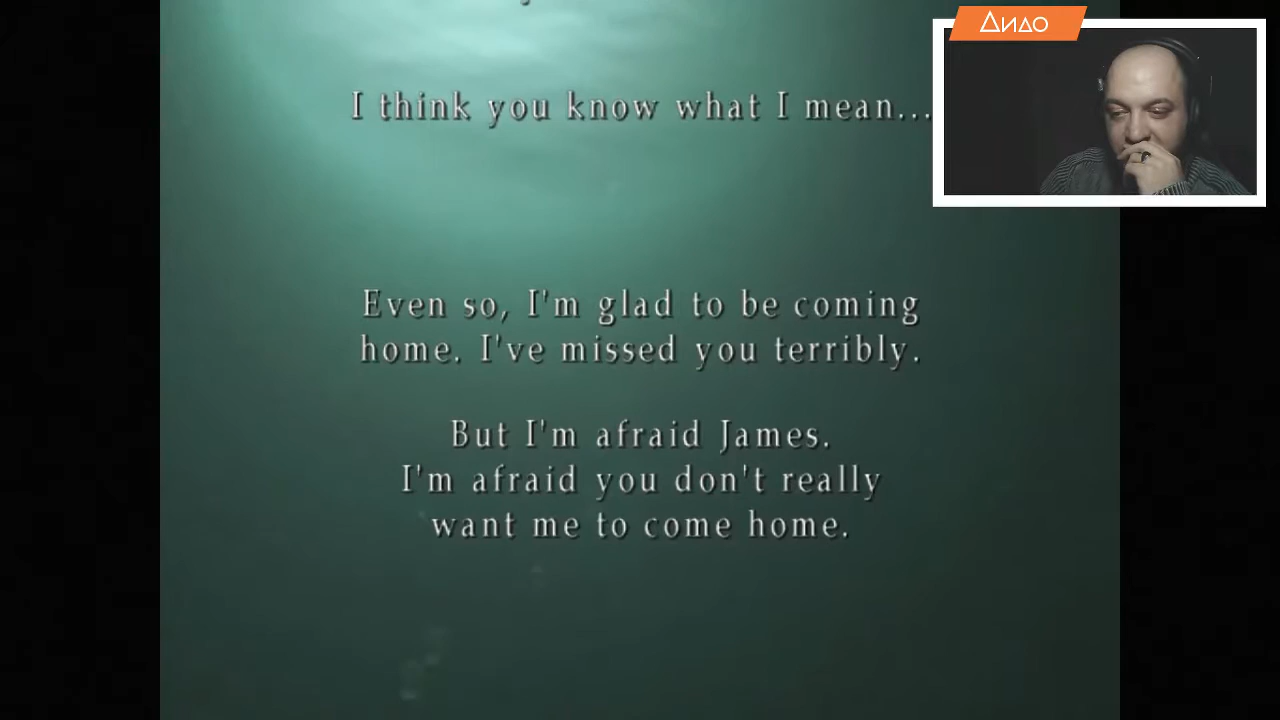 Дидо
I think you know what I mean...
Even so, I'm glad to be coming
home. I've missed you terribly.
But I'm afraid James.
I'm afraid you don't really
want me to come home.